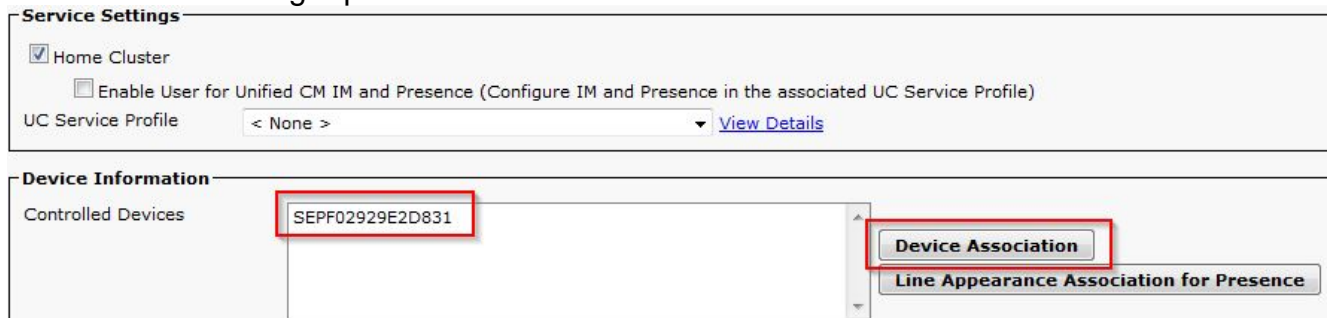 Service Settings
Home Cluster
Enable User for Unified CM IM and Presence (Configure IM and Presence in the associated UC Service Profile)
UC Service Profile < None > View Details
Device Information
Controlled Devices SEPF02929E2D831
Device Association
Line Appearance Association for Presence